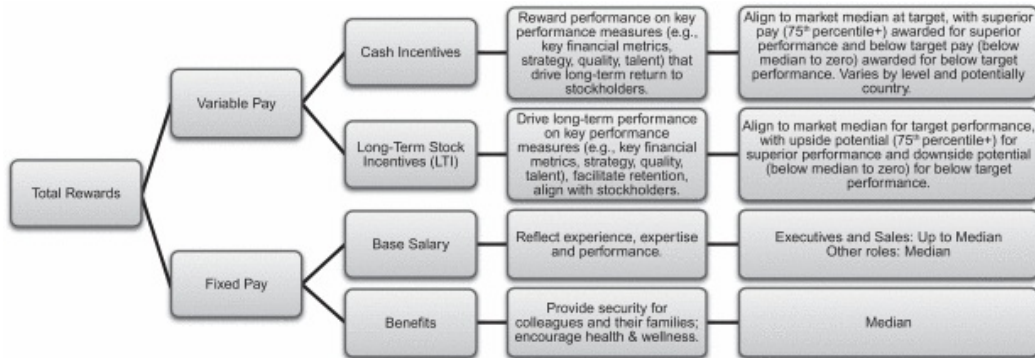 Total Rewards
Variable Pay
Cash Incentives
Reward performance on key
performance measures (e.g.,
key financial metrics,
strategy, quality, talent) that
drive long-term return to
stockholders.
Align to market median at target, with superior
pay (75th percentile+) awarded for superior
performance and below target pay (below
median to zero) awarded for below target
performance. Varies by level and potentially
country.
Long-Term Stock
Incentives (LTI)
Drive long-term performance
on key performance
measures (e.g., key financial
metrics, strategy, quality,
talent), facilitate retention,
align with stockholders.
Align to market median for target performance,
with upside potential (75th percentile+) for
superior performance and downside potential
(below median to zero) for below target
performance.
Fixed Pay
Base Salary
Reflect experience, expertise
and performance.
Executives and Sales: Up to Median
Other roles: Median
Benefits
Provide security for
colleagues and their families;
encourage health & wellness.
Median